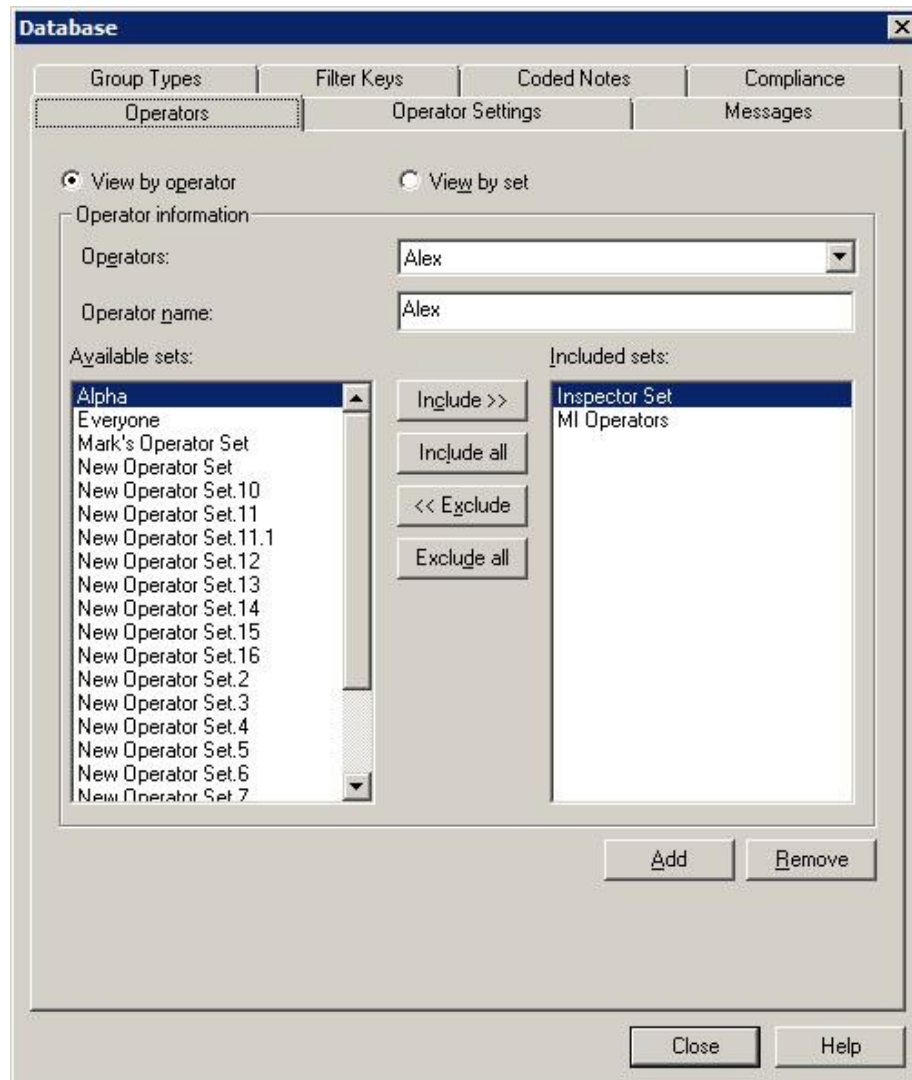 Database
Group Types Filter Keys Coded Notes Compliance
Operators Operator Settings Messages
View by operator View by set
Operator information
Operators: Alex
Operator name: Alex
Available sets: Included sets:
Alpha
Everyone
Mark's Operator Set
New Operator Set
New Operator Set.10
New Operator Set.11
New Operator Set.11.1
New Operator Set.12
New Operator Set.13
New Operator Set.14
New Operator Set.15
New Operator Set.16
New Operator Set.2
New Operator Set.3
New Operator Set.4
New Operator Set.5
New Operator Set.6
New Operator Set.7
Include >>
Include all
<< Exclude
Exclude all
Inspector Set
MI Operators
Add Remove
Close Help